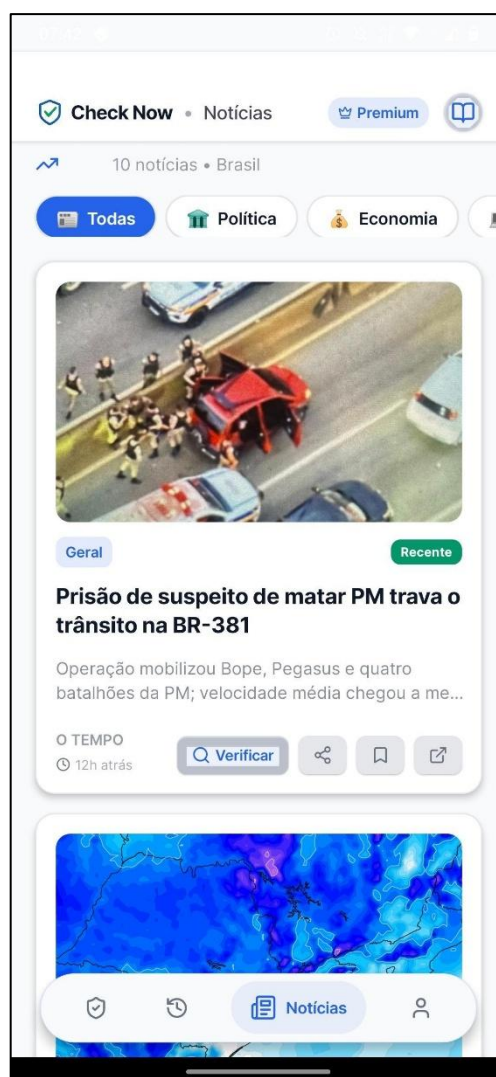 Check Now • Notícias
Premium
10 notícias • Brasil
Todas
Política
Economia
Geral
Recente
Prisão de suspeito de matar PM trava o
trânsito na BR-381
Operação mobilizou Bope, Pegasus e quatro
batalhões da PM; velocidade média chegou a me...
O TEMPO
12h atrás
Verificar
Notícias